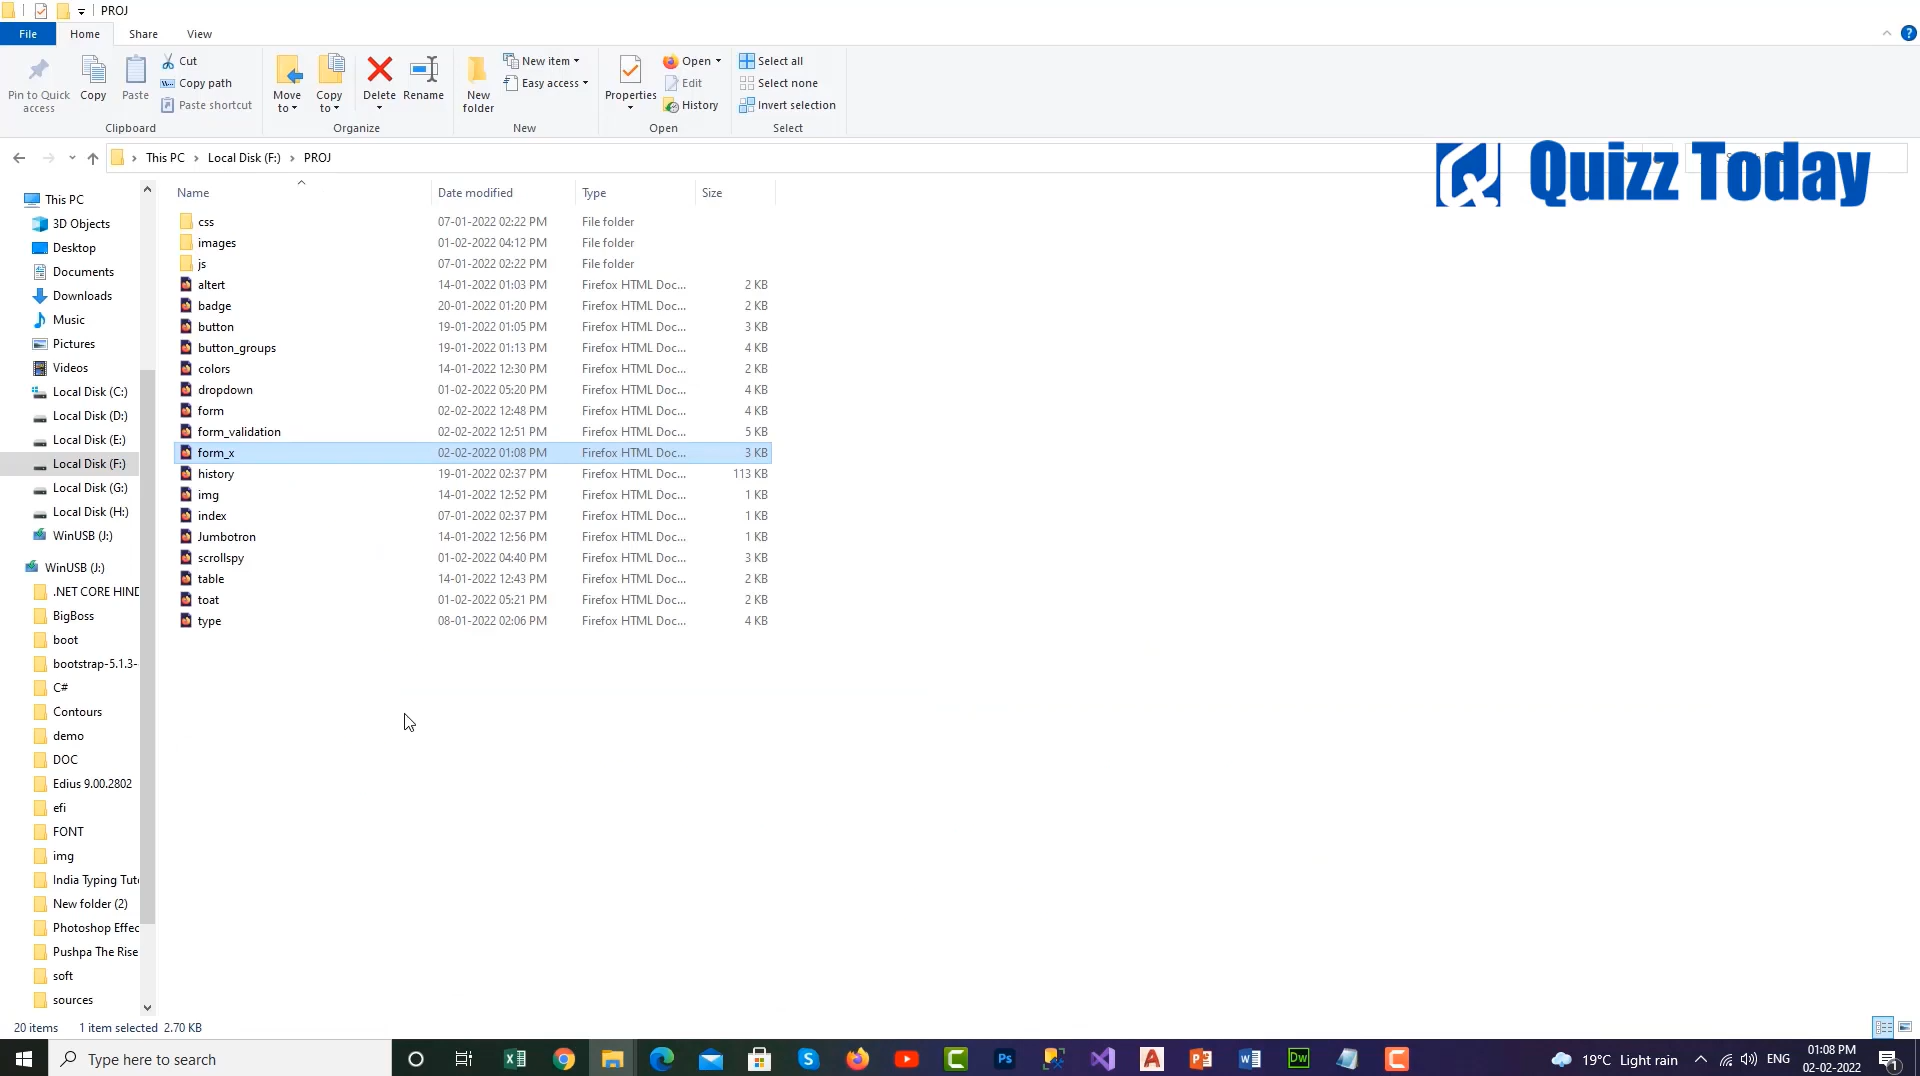 PROJ
File Home Share View
Pin to Quick access
Copy
Paste
Cut
Copy path
Paste shortcut
Clipboard
Move to
Copy to
Delete
Rename
Organize
New folder
New item
Easy access
New
Properties
Open
Edit
History
Open
Select all
Select none
Invert selection
Select
This PC › Local Disk (F:) › PROJ
Quizz Today
Name Date modified Type Size
css 07-01-2022 02:22 PM File folder
images 01-02-2022 04:12 PM File folder
js 07-01-2022 02:22 PM File folder
altert 14-01-2022 01:03 PM Firefox HTML Doc... 2 KB
badge 20-01-2022 01:20 PM Firefox HTML Doc... 2 KB
button 19-01-2022 01:05 PM Firefox HTML Doc... 3 KB
button_groups 19-01-2022 01:13 PM Firefox HTML Doc... 4 KB
colors 14-01-2022 12:30 PM Firefox HTML Doc... 2 KB
dropdown 01-02-2022 05:20 PM Firefox HTML Doc... 4 KB
form 02-02-2022 12:48 PM Firefox HTML Doc... 4 KB
form_validation 02-02-2022 12:51 PM Firefox HTML Doc... 5 KB
form_x 02-02-2022 01:08 PM Firefox HTML Doc... 3 KB
history 19-01-2022 02:37 PM Firefox HTML Doc... 113 KB
img 14-01-2022 12:52 PM Firefox HTML Doc... 1 KB
index 07-01-2022 02:37 PM Firefox HTML Doc... 1 KB
Jumbotron 14-01-2022 12:56 PM Firefox HTML Doc... 1 KB
scrollspy 01-02-2022 04:40 PM Firefox HTML Doc... 3 KB
table 14-01-2022 12:43 PM Firefox HTML Doc... 2 KB
toat 01-02-2022 05:21 PM Firefox HTML Doc... 2 KB
type 08-01-2022 02:06 PM Firefox HTML Doc... 4 KB
This PC
3D Objects
Desktop
Documents
Downloads
Music
Pictures
Videos
Local Disk (C:)
Local Disk (D:)
Local Disk (E:)
Local Disk (F:)
Local Disk (G:)
Local Disk (H:)
WinUSB (J:)
WinUSB (J:)
.NET CORE HIND
BigBoss
boot
bootstrap-5.1.3-
C#
Contours
demo
DOC
Edius 9.00.2802
efi
FONT
img
India Typing Tut
New folder (2)
Photoshop Effec
Pushpa The Rise
soft
sources
20 items 1 item selected 2.70 KB
Type here to search
19°C Light rain
ENG
01:08 PM
02-02-2022
1